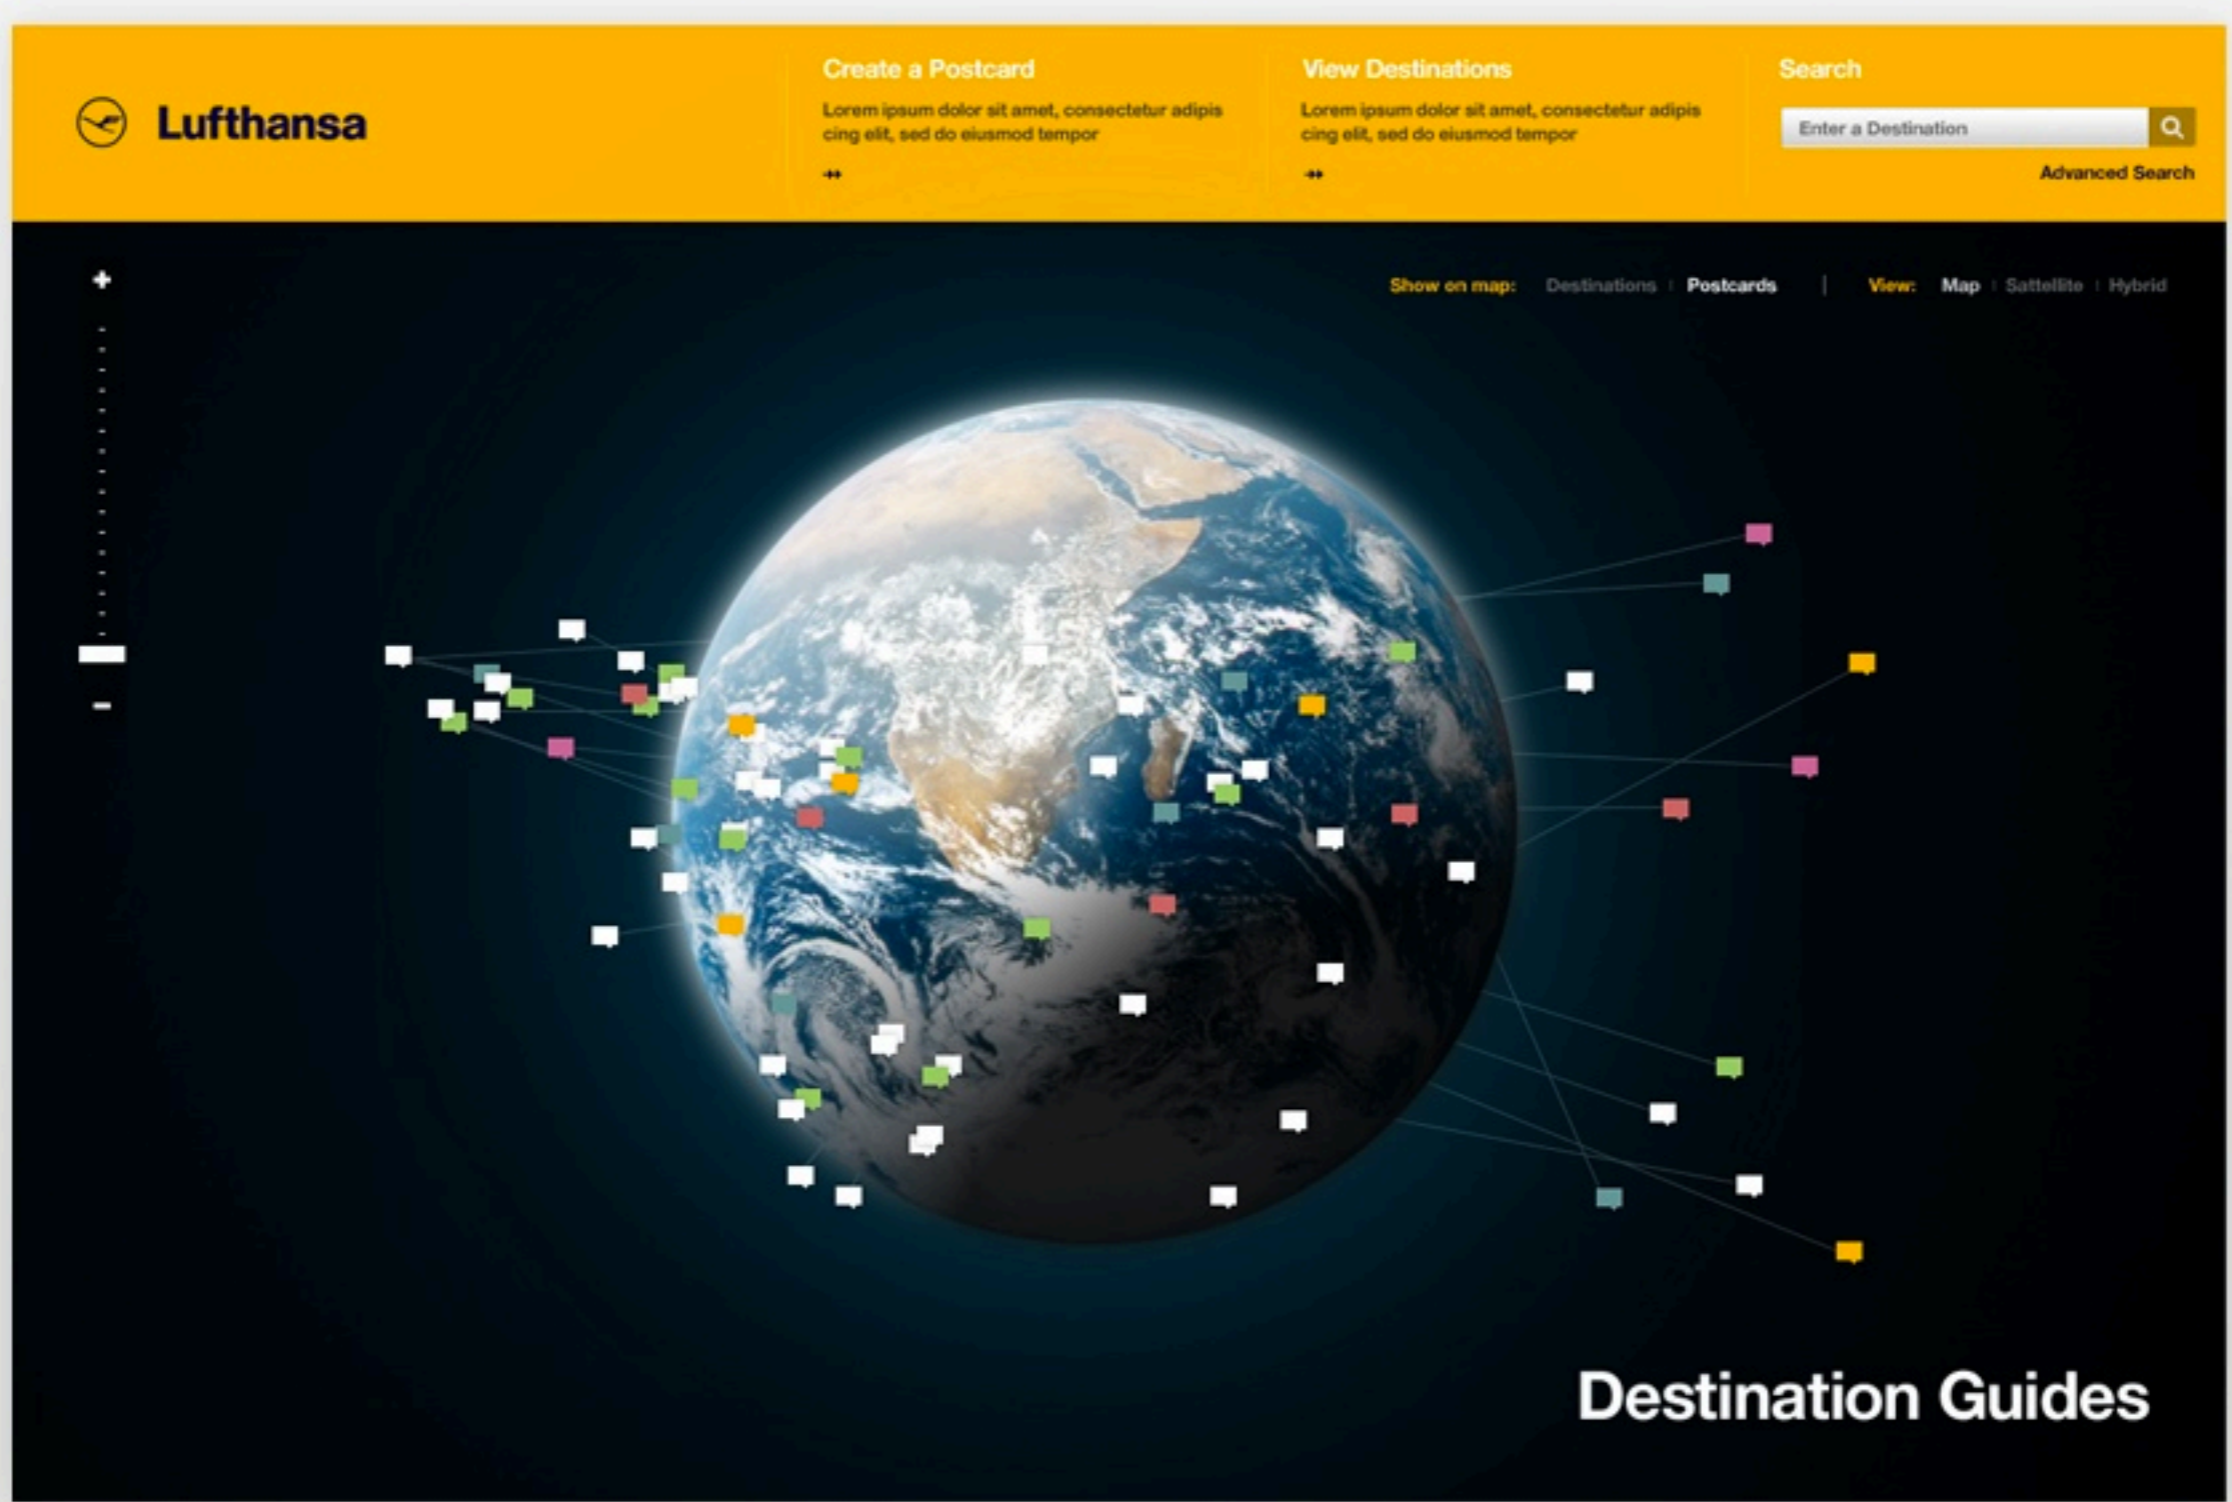 Lufthansa
Create a Postcard
Lorem ipsum dolor sit amet, consectetur adipis
cing elit, sed do eiusmod tempor
View Destinations
Lorem ipsum dolor sit amet, consectetur adipis
cing elit, sed do eiusmod tempor
Search
Enter a Destination
Advanced Search
Show on map: Destinations Postcards | View: Map Sattellite Hybrid
Destination Guides